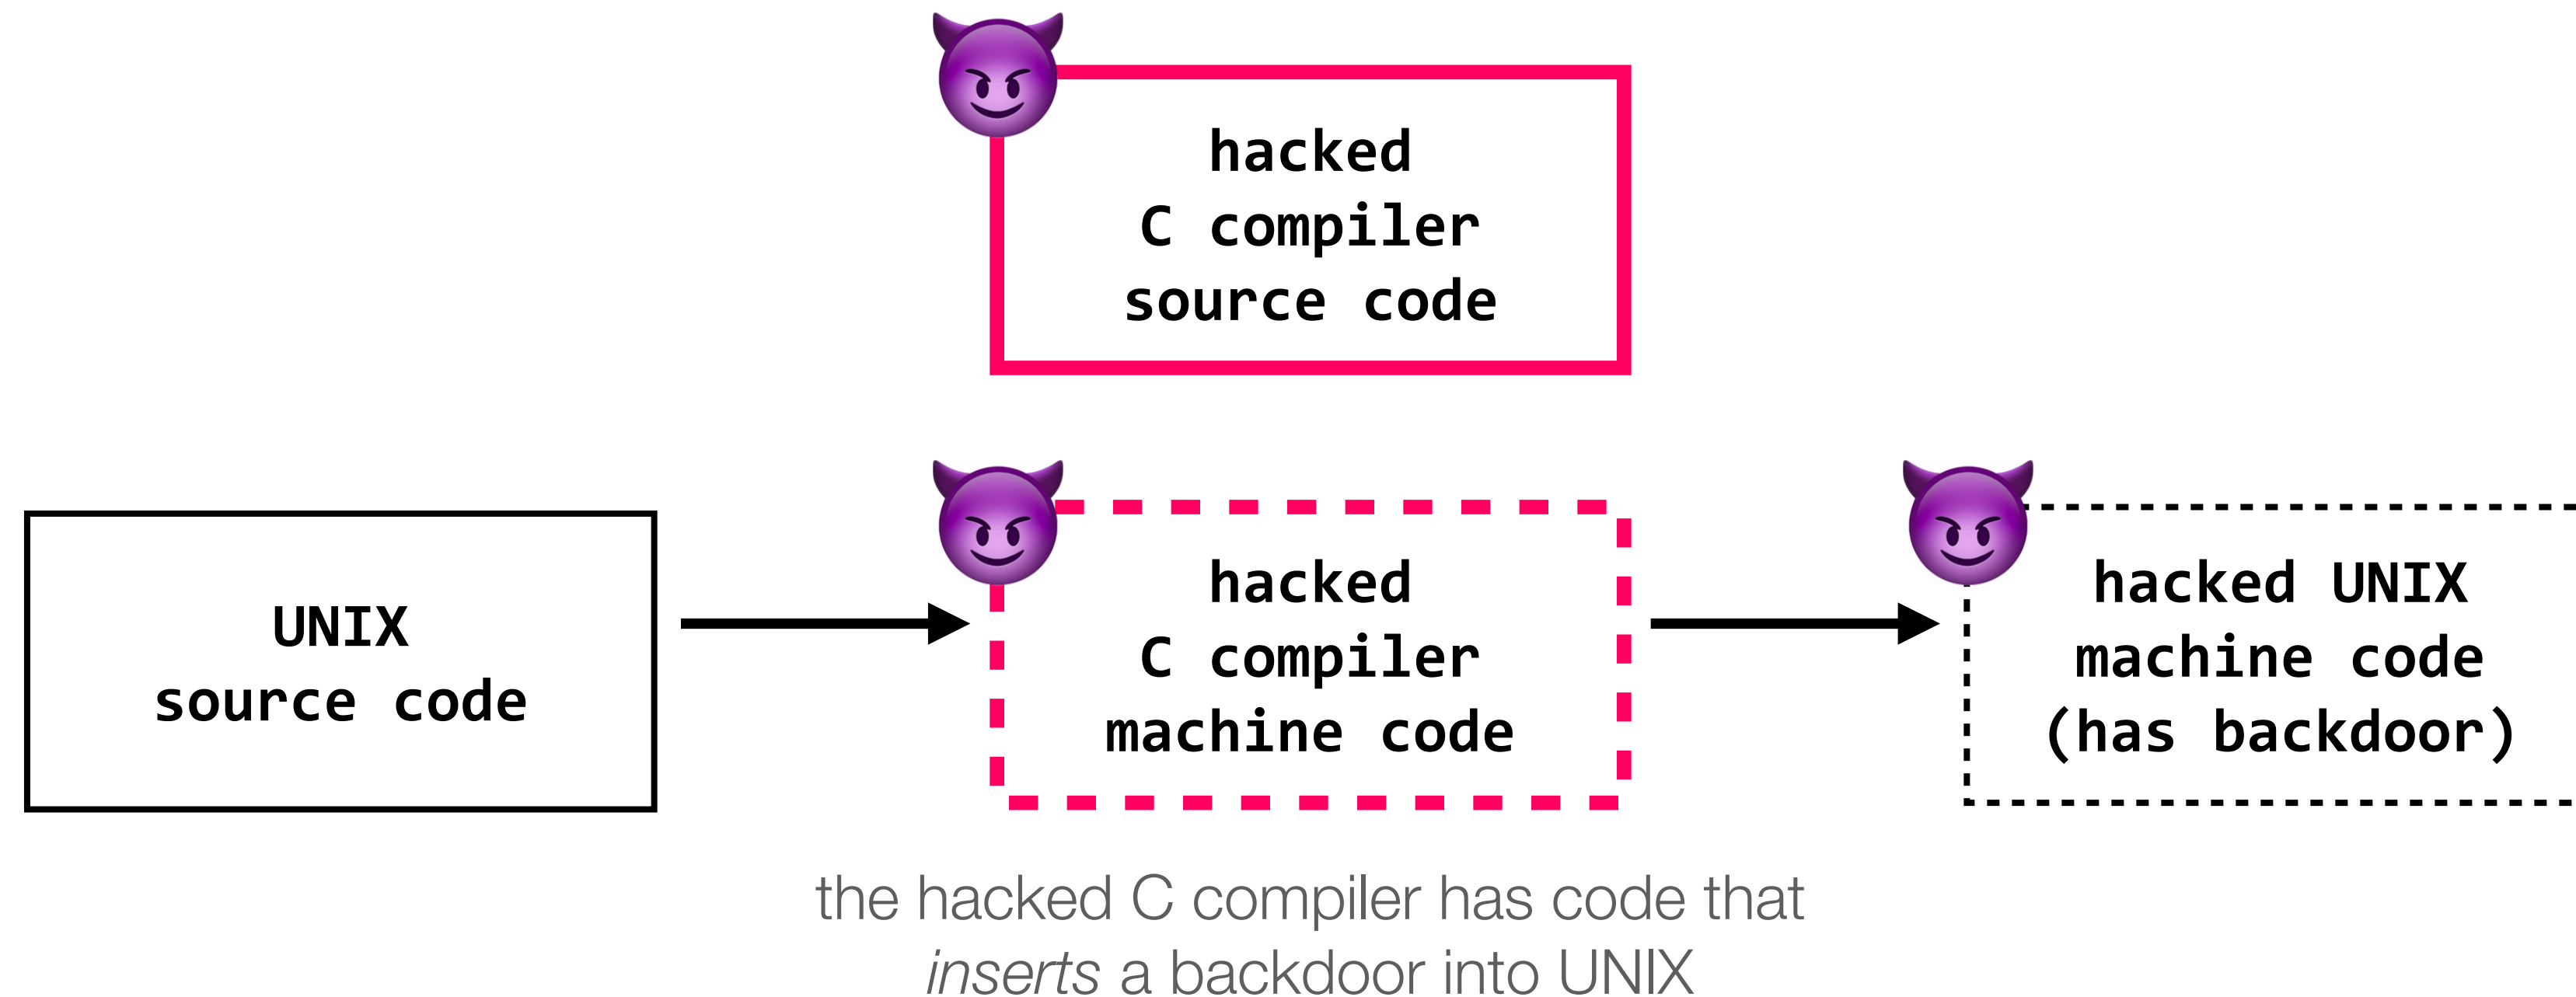 hacked
C compiler
source code
UNIX
source code
hacked
C compiler
machine code
hacked UNIX
machine code
(has backdoor)
the hacked C compiler has code that
inserts a backdoor into UNIX